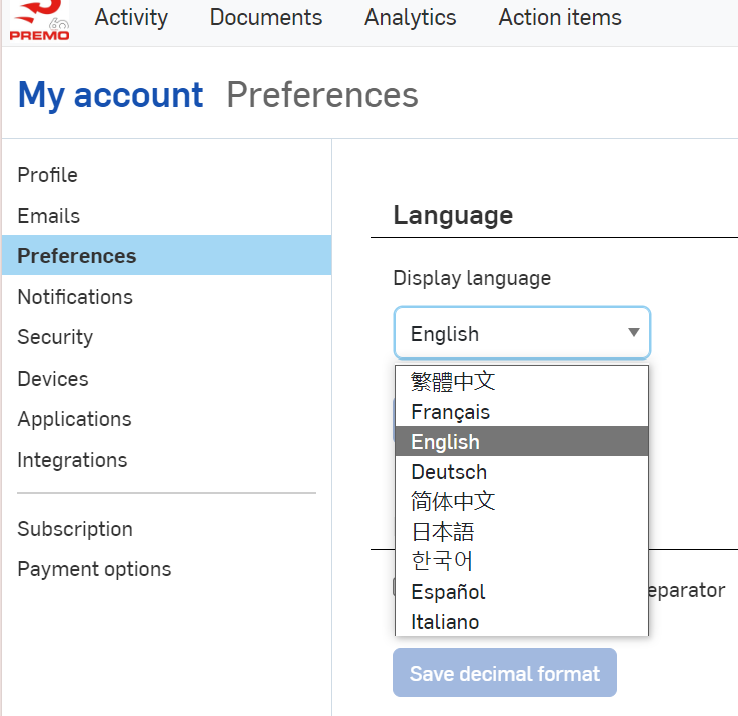 PREMO
60
Activity Documents Analytics Action items
My account Preferences
Profile
Emails
Preferences
Notifications
Security
Devices
Applications
Integrations
Subscription
Payment options
Language
Display language
English
繁體中文
Français
English
Deutsch
简体中文
日本語
한국어
Español
Italiano
eparator
Save decimal format